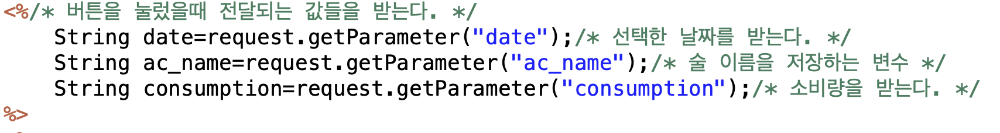 <%/* 버튼을 눌렀을때 전달되는 값들을 받는다. */
String date=request.getParameter("date");/* 선택한 날짜를 받는다. */
String ac_name=request.getParameter("ac_name");/* 술 이름을 저장하는 변수 */
String consumption=request.getParameter("consumption");/* 소비량을 받는다. */
%>